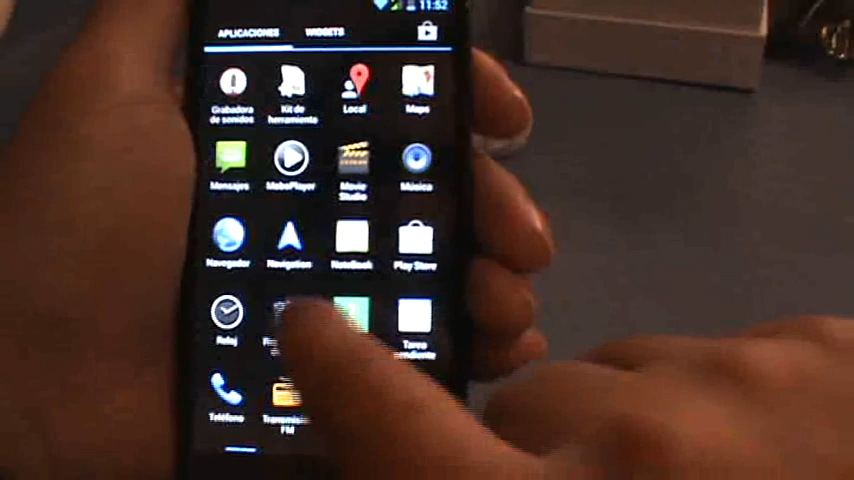 11:52
APLICACIONES WIDGETS
Grabadora de sonidos
Kit de herramienta
Local
Maps
Mensajes
MoboPlayer
Movie Studio
Música
Navegador
Navigation
NoteBook
Play Store
Reloj
Tarea
Teléfono
FM